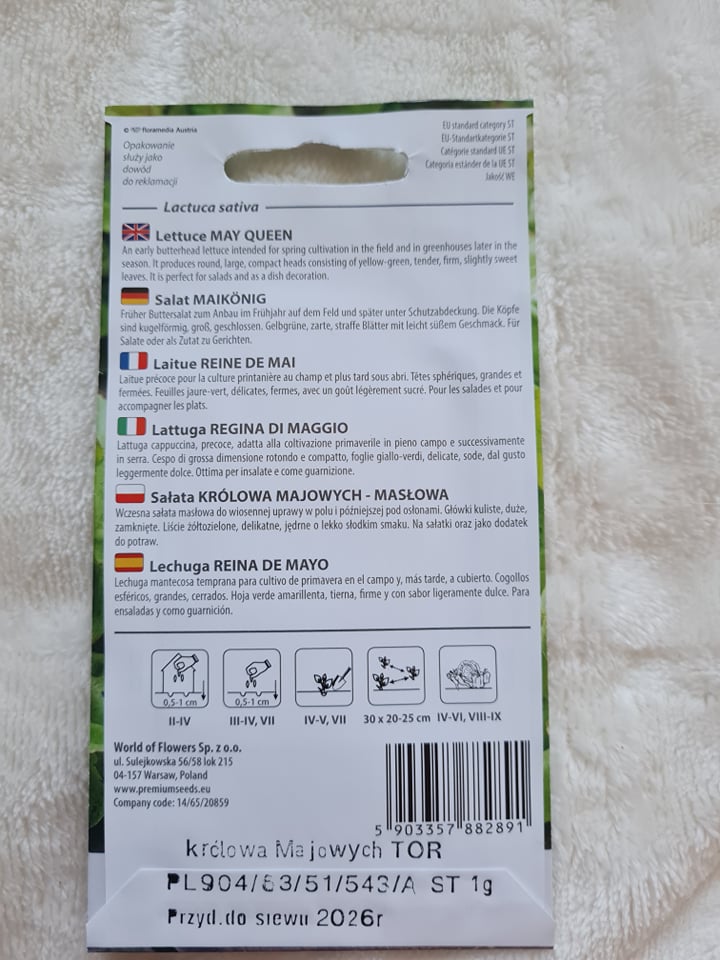 © floramedia Austria
Opakowanie
służy jako
dowód
do reklamacji
EU standard category ST
EU-Standartkategorie ST
Catégorie standard UE ST
Categoria estánder de la UE ST
Jakość WE
Lactuca sativa
Lettuce MAY QUEEN
An early butterhead lettuce intended for spring cultivation in the field and in greenhouses later in the
season. It produces round, large, compact heads consisting of yellow-green, tender, firm, slightly sweet
leaves. It is perfect for salads and as a dish decoration.
Salat MAIKÖNIG
Früher Buttersalat zum Anbau im Frühjahr auf dem Feld und später unter Schutzabdeckung. Die Köpfe
sind kugelförmig, groß, geschlossen. Gelbgrüne, zarte, straffe Blätter mit leicht süßem Geschmack. Für
Salate oder als Zutat zu Gerichten.
Laitue REINE DE MAI
Laitue précoce pour la culture printanière au champ et plus tard sous abri. Têtes sphériques, grandes et
fermées. Feuilles jaure-vert, délicates, fermes, avec un goût légèrement sucré. Pour les salades et pour
accompagner les plats.
Lattuga REGINA DI MAGGIO
Lattuga cappuccina, precoce, adatta alla coltivazione primaverile in pieno campo e successivamente
in serra. Cespo di grossa dimensione rotondo e compatto, foglie giallo-verdi, delicate, sode, dal gusto
leggermente dolce. Ottima per insalate e come guarnizione.
Sałata KRÓLOWA MAJOWYCH - MASŁOWA
Wczesna sałata masłowa do wiosennej uprawy w polu i późniejszej pod osłonami. Główki kuliste, duże,
zamknięte. Liście żółtozielone, delikatne, jędrne o lekko słodkim smaku. Na sałatki oraz jako dodatek
do potraw.
Lechuga REINA DE MAYO
Lechuga mantecosa temprana para cultivo de primavera en el campo y, más tarde, a cubierto. Cogollos
esféricos, grandes, cerrados. Hoja verde amarillenta, tierna, firme y con sabor ligeramente dulce. Para
ensaladas y como guarnición.
0,5-1 cm 0,5-1 cm
II-IV III-IV, VII IV-V, VII 30 x 20-25 cm IV-VI, VIII-IX
World of Flowers Sp. z o.o.
ul. Sulejkowska 56/58 lok 215
04-157 Warsaw, Poland
www.premiumseeds.eu
Company code: 14/65/20859
5 903357 882891
królowa Majowych TOR
PL904/83/51/543/A ST 1g
Przyd.do siewu 2026r